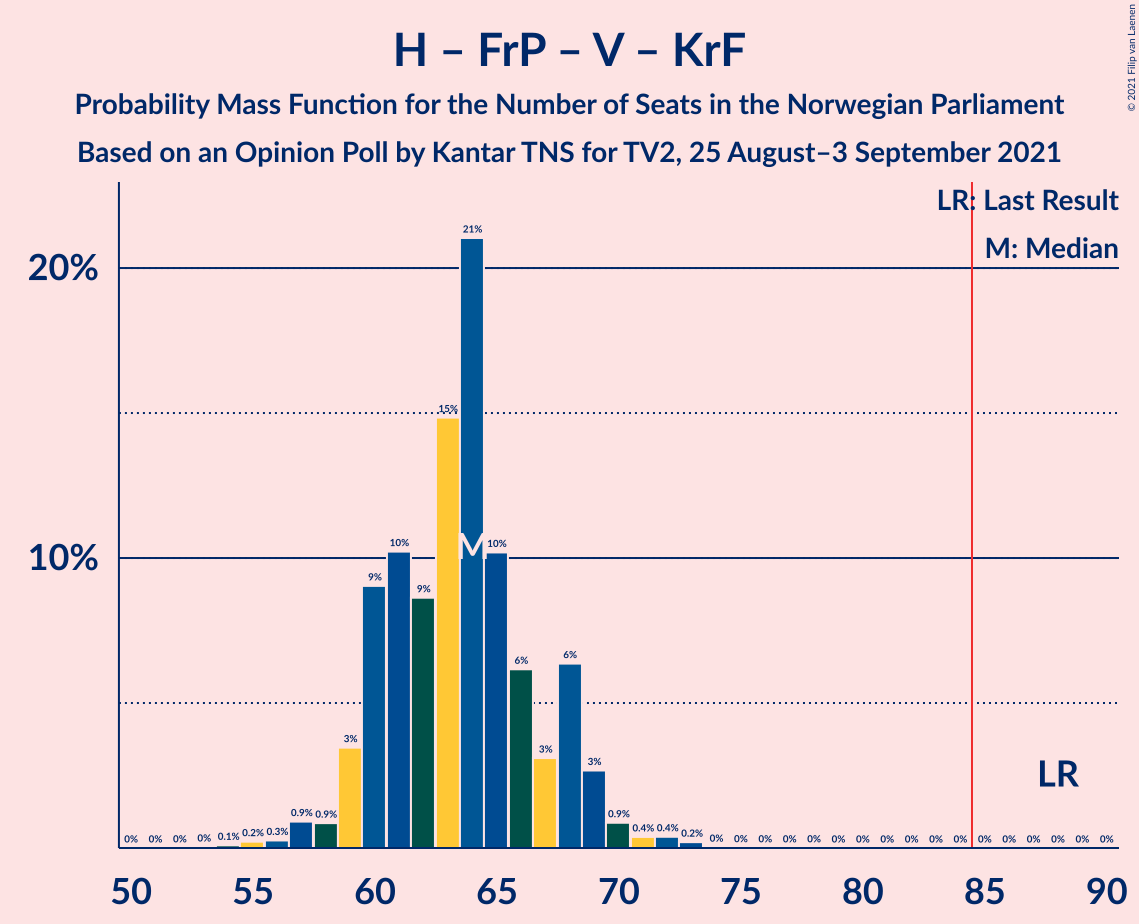 H – FrP – V – KrF
Probability Mass Function for the Number of Seats in the Norwegian Parliament
Based on an Opinion Poll by Kantar TNS for TV2, 25 August–3 September 2021
© 2021 Filip van Laenen
LR: Last Result
M: Median
20%
10%
0% 0% 0% 0% 0.1% 0.2% 0.3% 0.9% 0.9% 3% 9% 10% 9% 15% 21% 10% 6% 3% 6% 3% 0.9% 0.4% 0.4% 0.2% 0% 0% 0% 0% 0% 0% 0% 0% 0% 0% 0% 0% 0% 0% 0% 0% 0%
M
LR
50 55 60 65 70 75 80 85 90